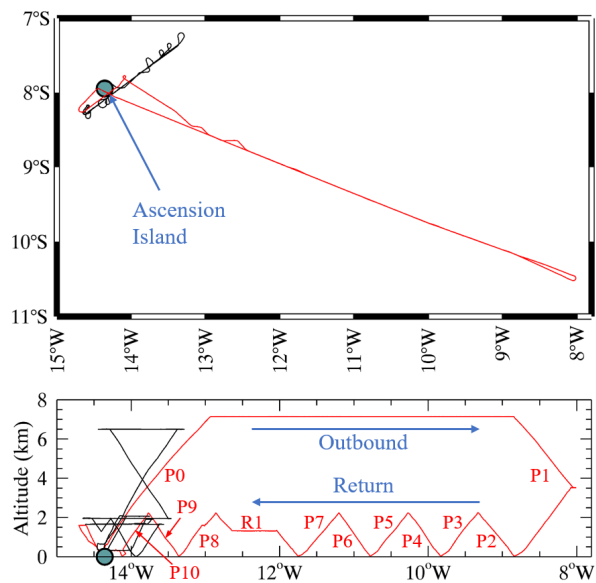 7°S
8°S
9°S
10°S
11°S
Ascension
Island
15°W
14°W
13°W
12°W
11°W
10°W
9°W
8°W
Altitude (km)
8
6
4
2
0
Outbound
Return
P0
P1
P9
P8
R1
P7
P6
P5
P4
P3
P2
P10
14°W
12°W
10°W
8°W